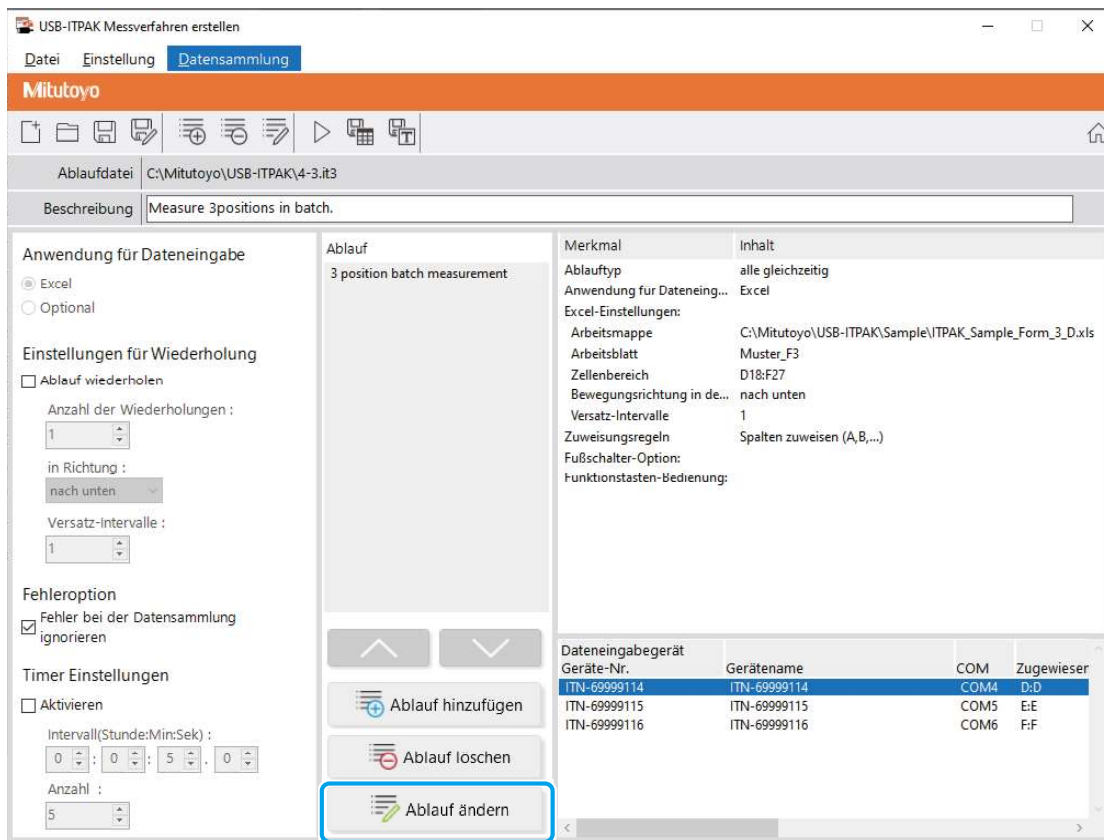 USB-ITPAK Messverfahren erstellen
Datei Einstellung Datensammlung
Mitutoyo
Ablaufdatei C:\Mitutoyo\USB-ITPAK\4-3.it3
Beschreibung Measure 3positions in batch.
Anwendung für Dateneingabe
Excel
Optional
Einstellungen für Wiederholung
Ablauf wiederholen
Anzahl der Wiederholungen :
1
in Richtung :
nach unten
Versatz-Intervalle :
1
Fehleroption
Fehler bei der Datensammlung
ignorieren
Timer Einstellungen
Aktivieren
Intervall(Stunde:Min:Sek) :
0 : 0 : 5 . 0
Anzahl :
5
Ablauf
3 position batch measurement
Ablauf hinzufügen
Ablauf löschen
Ablauf ändern
Merkmal Inhalt
Ablauftyp alle gleichzeitig
Anwendung für Dateneing... Excel
Excel-Einstellungen:
Arbeitsmappe C:\Mitutoyo\USB-ITPAK\Sample\ITPAK_Sample_Form_3_D.xls
Arbeitsblatt Muster_F3
Zellenbereich D18:F27
Bewegungsrichtung in de... nach unten
Versatz-Intervalle 1
Zuweisungsregeln Spalten zuweisen (A,B,...)
Fußschalter-Option:
Funktionstasten-Bedienung:
Dateneingabegerät
Geräte-Nr. Gerätename COM Zugewieser
ITN-69999114 ITN-69999114 COM4 D:D
ITN-69999115 ITN-69999115 COM5 E:E
ITN-69999116 ITN-69999116 COM6 F:F